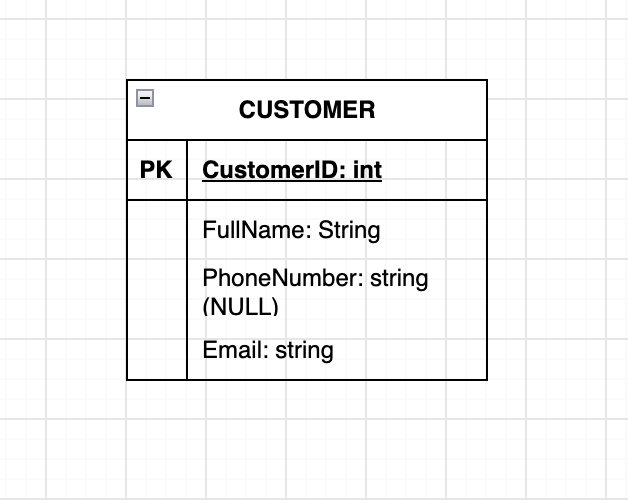 CUSTOMER
PK CustomerID: int
FullName: String
PhoneNumber: string
(NULL)
Email: string